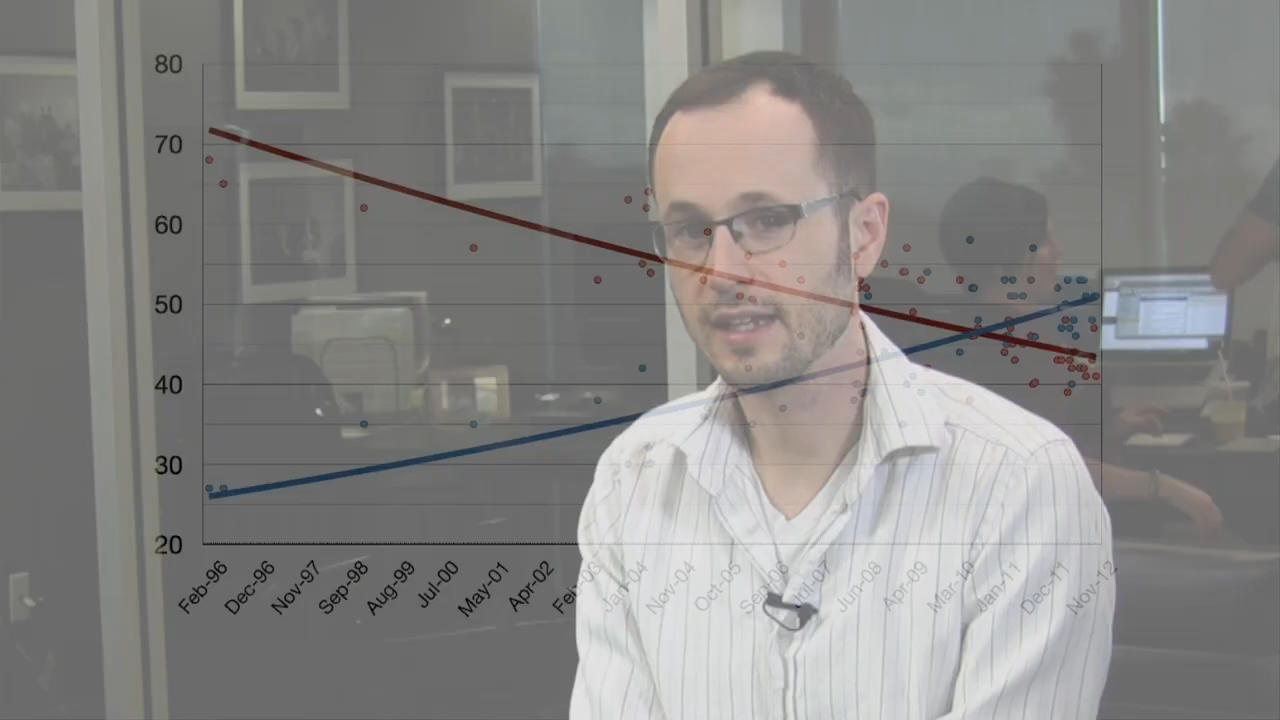 80
70
60
50
40
30
20
Feb-96
Dec-96
Nov-97
Sep-98
Aug-99
Jul-00
May-01
Apr-02
Feb-03
Jan-04
Nov-04
Oct-05
Sep-06
Jul-07
Jun-08
Apr-09
Mar-10
Jan-11
Dec-11
Nov-12